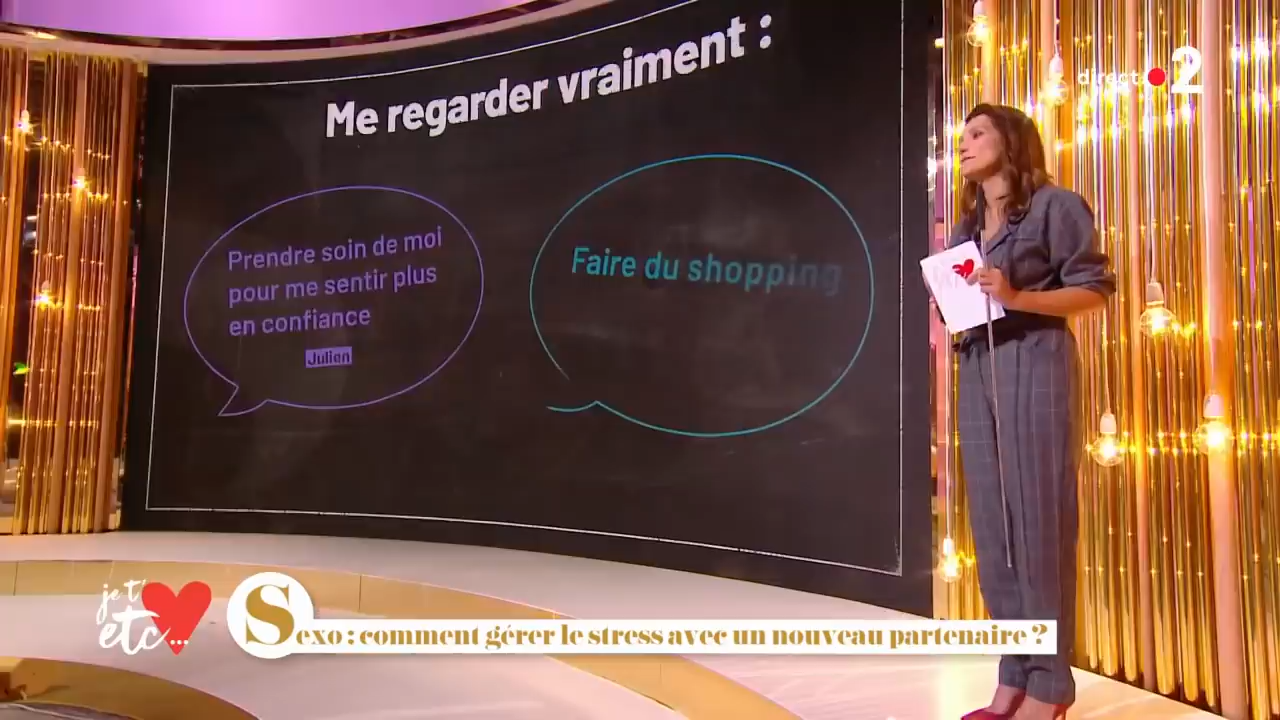 Me regarder vraiment :
Prendre soin de moi
pour me sentir plus
en confiance
Julien
Faire du shopping
direct 2
je t'
etc...
Sexo : comment gérer le stress avec un nouveau partenaire ?